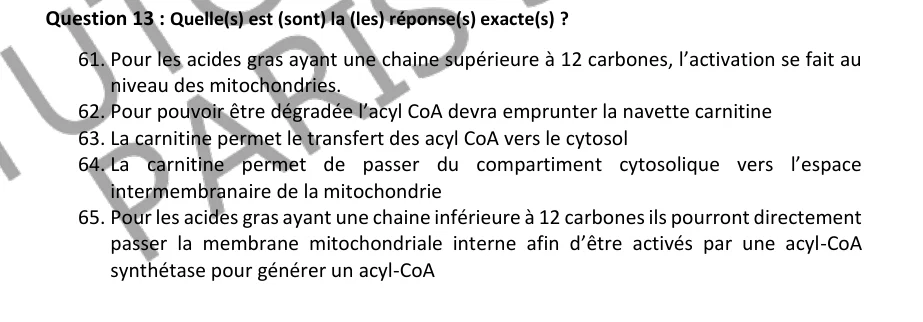 Question 13 : Quelle(s) est (sont) la (les) réponse(s) exacte(s) ?
61. Pour les acides gras ayant une chaine supérieure à 12 carbones, l'activation se fait au
niveau des mitochondries.
62. Pour pouvoir être dégradée l'acyl CoA devra emprunter la navette carnitine
63. La carnitine permet le transfert des acyl CoA vers le cytosol
64. La carnitine permet de passer du compartiment cytosolique vers l'espace
intermembranaire de la mitochondrie
65. Pour les acides gras ayant une chaine inférieure à 12 carbones ils pourront directement
passer la membrane mitochondriale interne afin d'être activés par une acyl-CoA
synthétase pour générer un acyl-CoA